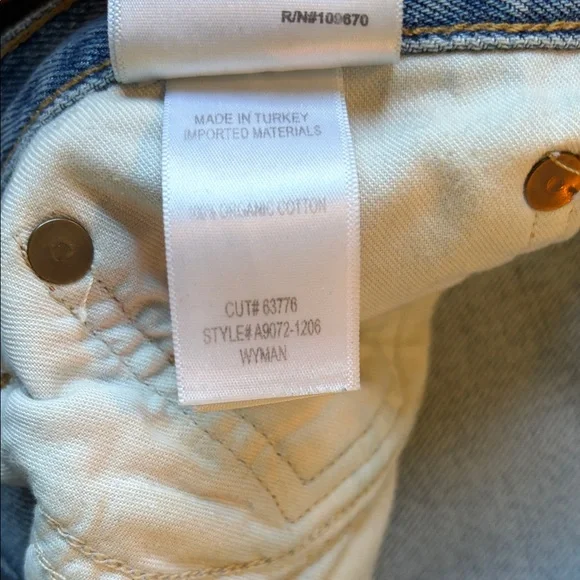 R/N#109670
MADE IN TURKEY
IMPORTED MATERIALS
ORGANIC COTTON
CUT# 63776
STYLE# A9072-1206
WYMAN